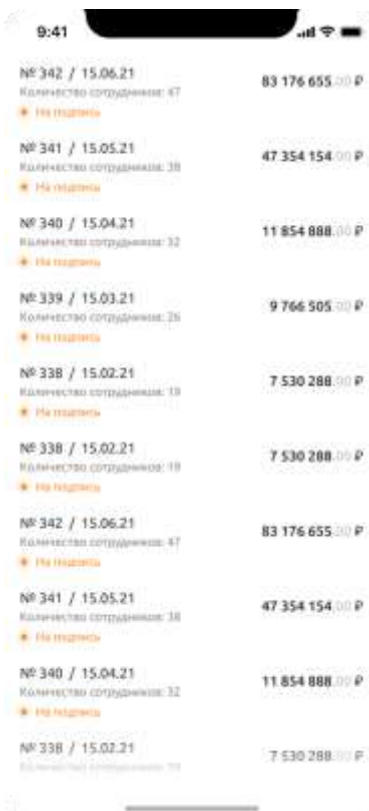 9:41
№ 342 / 15.06.21
83 176 655.00 ₽
Количество сотрудников: 47
На подпись
№ 341 / 15.05.21
47 354 154.00 ₽
Количество сотрудников: 38
На подпись
№ 340 / 15.04.21
11 854 888.00 ₽
Количество сотрудников: 32
На подпись
№ 339 / 15.03.21
9 766 505.00 ₽
Количество сотрудников: 26
На подпись
№ 338 / 15.02.21
7 530 288.00 ₽
Количество сотрудников: 19
На подпись
№ 338 / 15.02.21
7 530 288.00 ₽
Количество сотрудников: 19
На подпись
№ 342 / 15.06.21
83 176 655.00 ₽
Количество сотрудников: 47
На подпись
№ 341 / 15.05.21
47 354 154.00 ₽
Количество сотрудников: 38
На подпись
№ 340 / 15.04.21
11 854 888.00 ₽
Количество сотрудников: 32
На подпись
№ 338 / 15.02.21
7 530 288.00 ₽
Количество сотрудников: